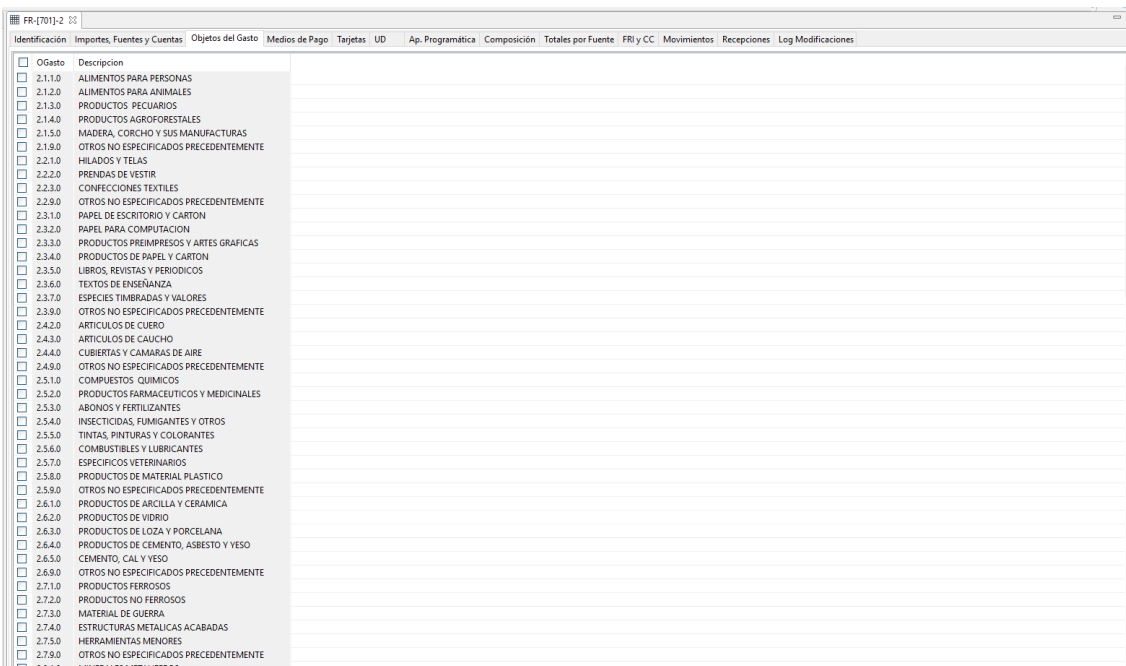 FR-[701]-2
Identificación Importes, Fuentes y Cuentas Objetos del Gasto Medios de Pago Tarjetas UD Ap. Programática Composición Totales por Fuente FRI y CC Movimientos Recepciones Log Modificaciones
OGasto Descripcion
2.1.1.0 ALIMENTOS PARA PERSONAS
2.1.2.0 ALIMENTOS PARA ANIMALES
2.1.3.0 PRODUCTOS PECUARIOS
2.1.4.0 PRODUCTOS AGROFORESTALES
2.1.5.0 MADERA, CORCHO Y SUS MANUFACTURAS
2.1.9.0 OTROS NO ESPECIFICADOS PRECEDENTEMENTE
2.2.1.0 HILADOS Y TELAS
2.2.2.0 PRENDAS DE VESTIR
2.2.3.0 CONFECCIONES TEXTILES
2.2.9.0 OTROS NO ESPECIFICADOS PRECEDENTEMENTE
2.3.1.0 PAPEL DE ESCRITORIO Y CARTON
2.3.2.0 PAPEL PARA COMPUTACION
2.3.3.0 PRODUCTOS PREIMPRESOS Y ARTES GRAFICAS
2.3.4.0 PRODUCTOS DE PAPEL Y CARTON
2.3.5.0 LIBROS, REVISTAS Y PERIODICOS
2.3.6.0 TEXTOS DE ENSEÑANZA
2.3.7.0 ESPECIES TIMBRADAS Y VALORES
2.3.9.0 OTROS NO ESPECIFICADOS PRECEDENTEMENTE
2.4.2.0 ARTICULOS DE CUERO
2.4.3.0 ARTICULOS DE CAUCHO
2.4.4.0 CUBIERTAS Y CAMARAS DE AIRE
2.4.9.0 OTROS NO ESPECIFICADOS PRECEDENTEMENTE
2.5.1.0 COMPUESTOS QUIMICOS
2.5.2.0 PRODUCTOS FARMACEUTICOS Y MEDICINALES
2.5.3.0 ABONOS Y FERTILIZANTES
2.5.4.0 INSECTICIDAS, FUMIGANTES Y OTROS
2.5.5.0 TINTAS, PINTURAS Y COLORANTES
2.5.6.0 COMBUSTIBLES Y LUBRICANTES
2.5.7.0 ESPECIFICOS VETERINARIOS
2.5.8.0 PRODUCTOS DE MATERIAL PLASTICO
2.5.9.0 OTROS NO ESPECIFICADOS PRECEDENTEMENTE
2.6.1.0 PRODUCTOS DE ARCILLA Y CERAMICA
2.6.2.0 PRODUCTOS DE VIDRIO
2.6.3.0 PRODUCTOS DE LOZA Y PORCELANA
2.6.4.0 PRODUCTOS DE CEMENTO, ASBESTO Y YESO
2.6.5.0 CEMENTO, CAL Y YESO
2.6.9.0 OTROS NO ESPECIFICADOS PRECEDENTEMENTE
2.7.1.0 PRODUCTOS FERROSOS
2.7.2.0 PRODUCTOS NO FERROSOS
2.7.3.0 MATERIAL DE GUERRA
2.7.4.0 ESTRUCTURAS METALICAS ACABADAS
2.7.5.0 HERRAMIENTAS MENORES
2.7.9.0 OTROS NO ESPECIFICADOS PRECEDENTEMENTE